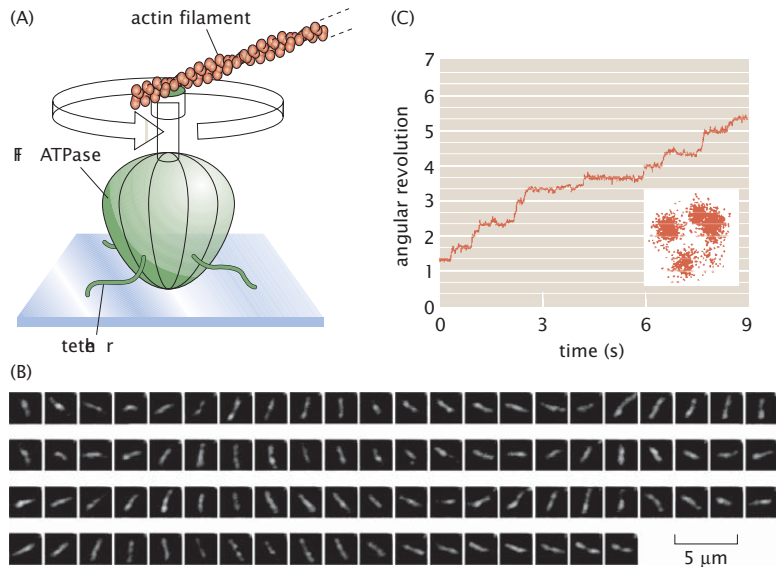 (A)
actin filament
ATPase
(C)
angular revolution
7
6
5
4
3
2
1
0
0 3 6 9
time (s)
(B)
5 μm